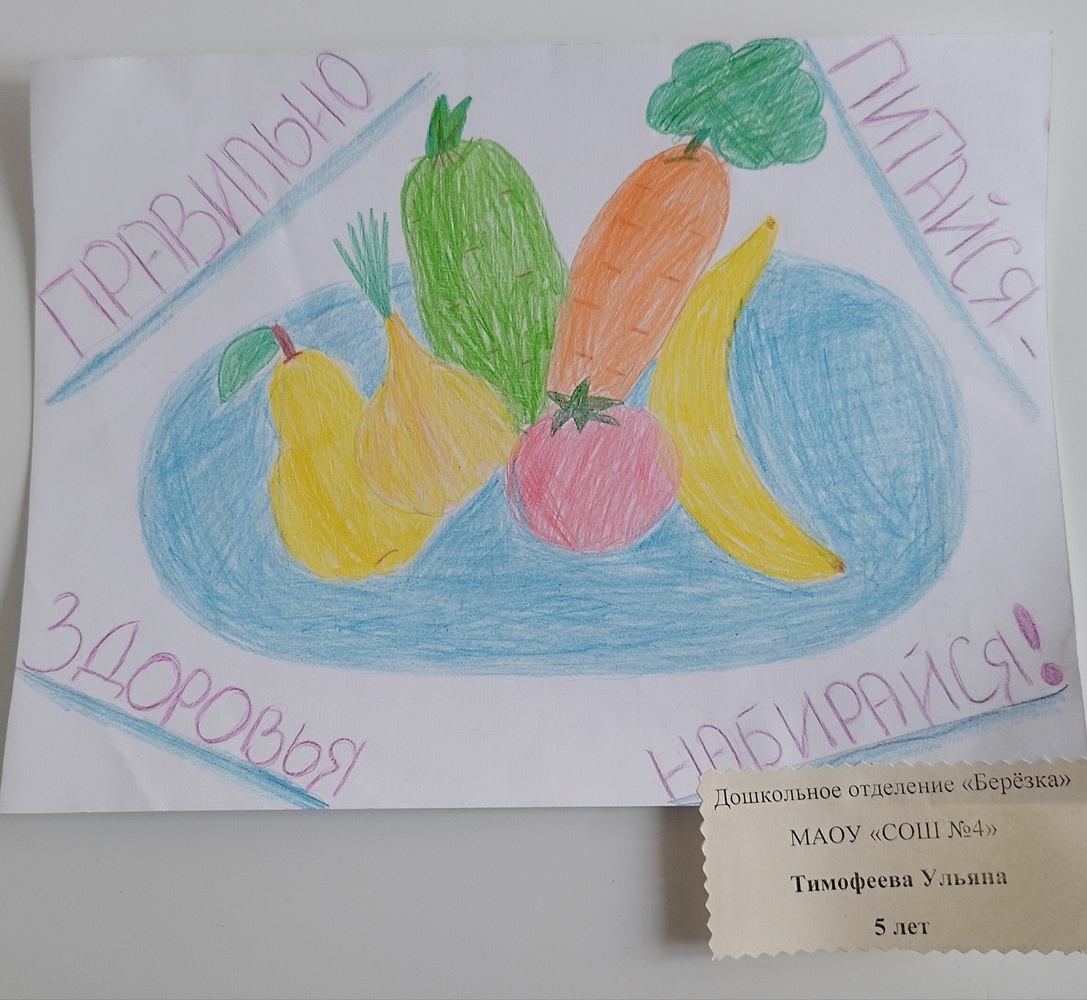 ПРАВИЛЬНО
ПИТАЙСЯ-
ЗДОРОВЬЯ
НАБИРАЙСЯ!
Дошкольное отделение «Берёзка»
МАОУ «СОШ №4»
Тимофеева Ульяна
5 лет